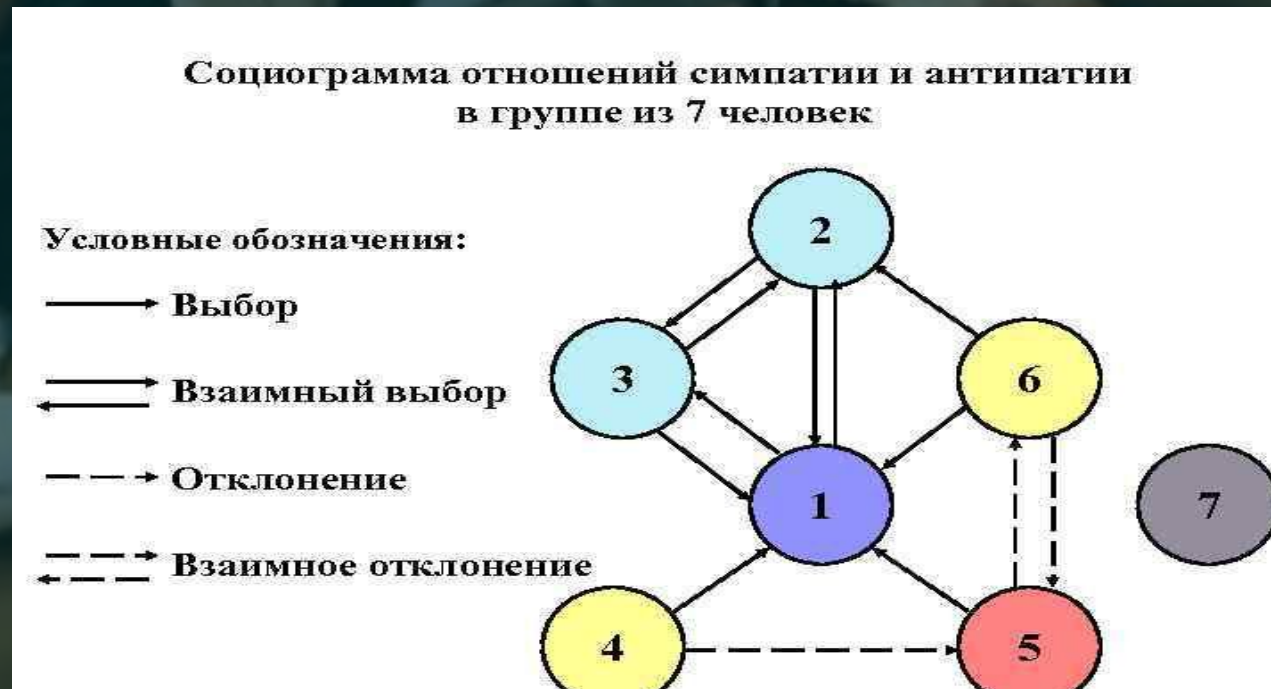 Социограмма отношений симпатии и антипатии
в группе из 7 человек
Условные обозначения:
Выбор
Взаимный выбор
Отклонение
Взаимное отклонение
2
3
6
1
7
4
5